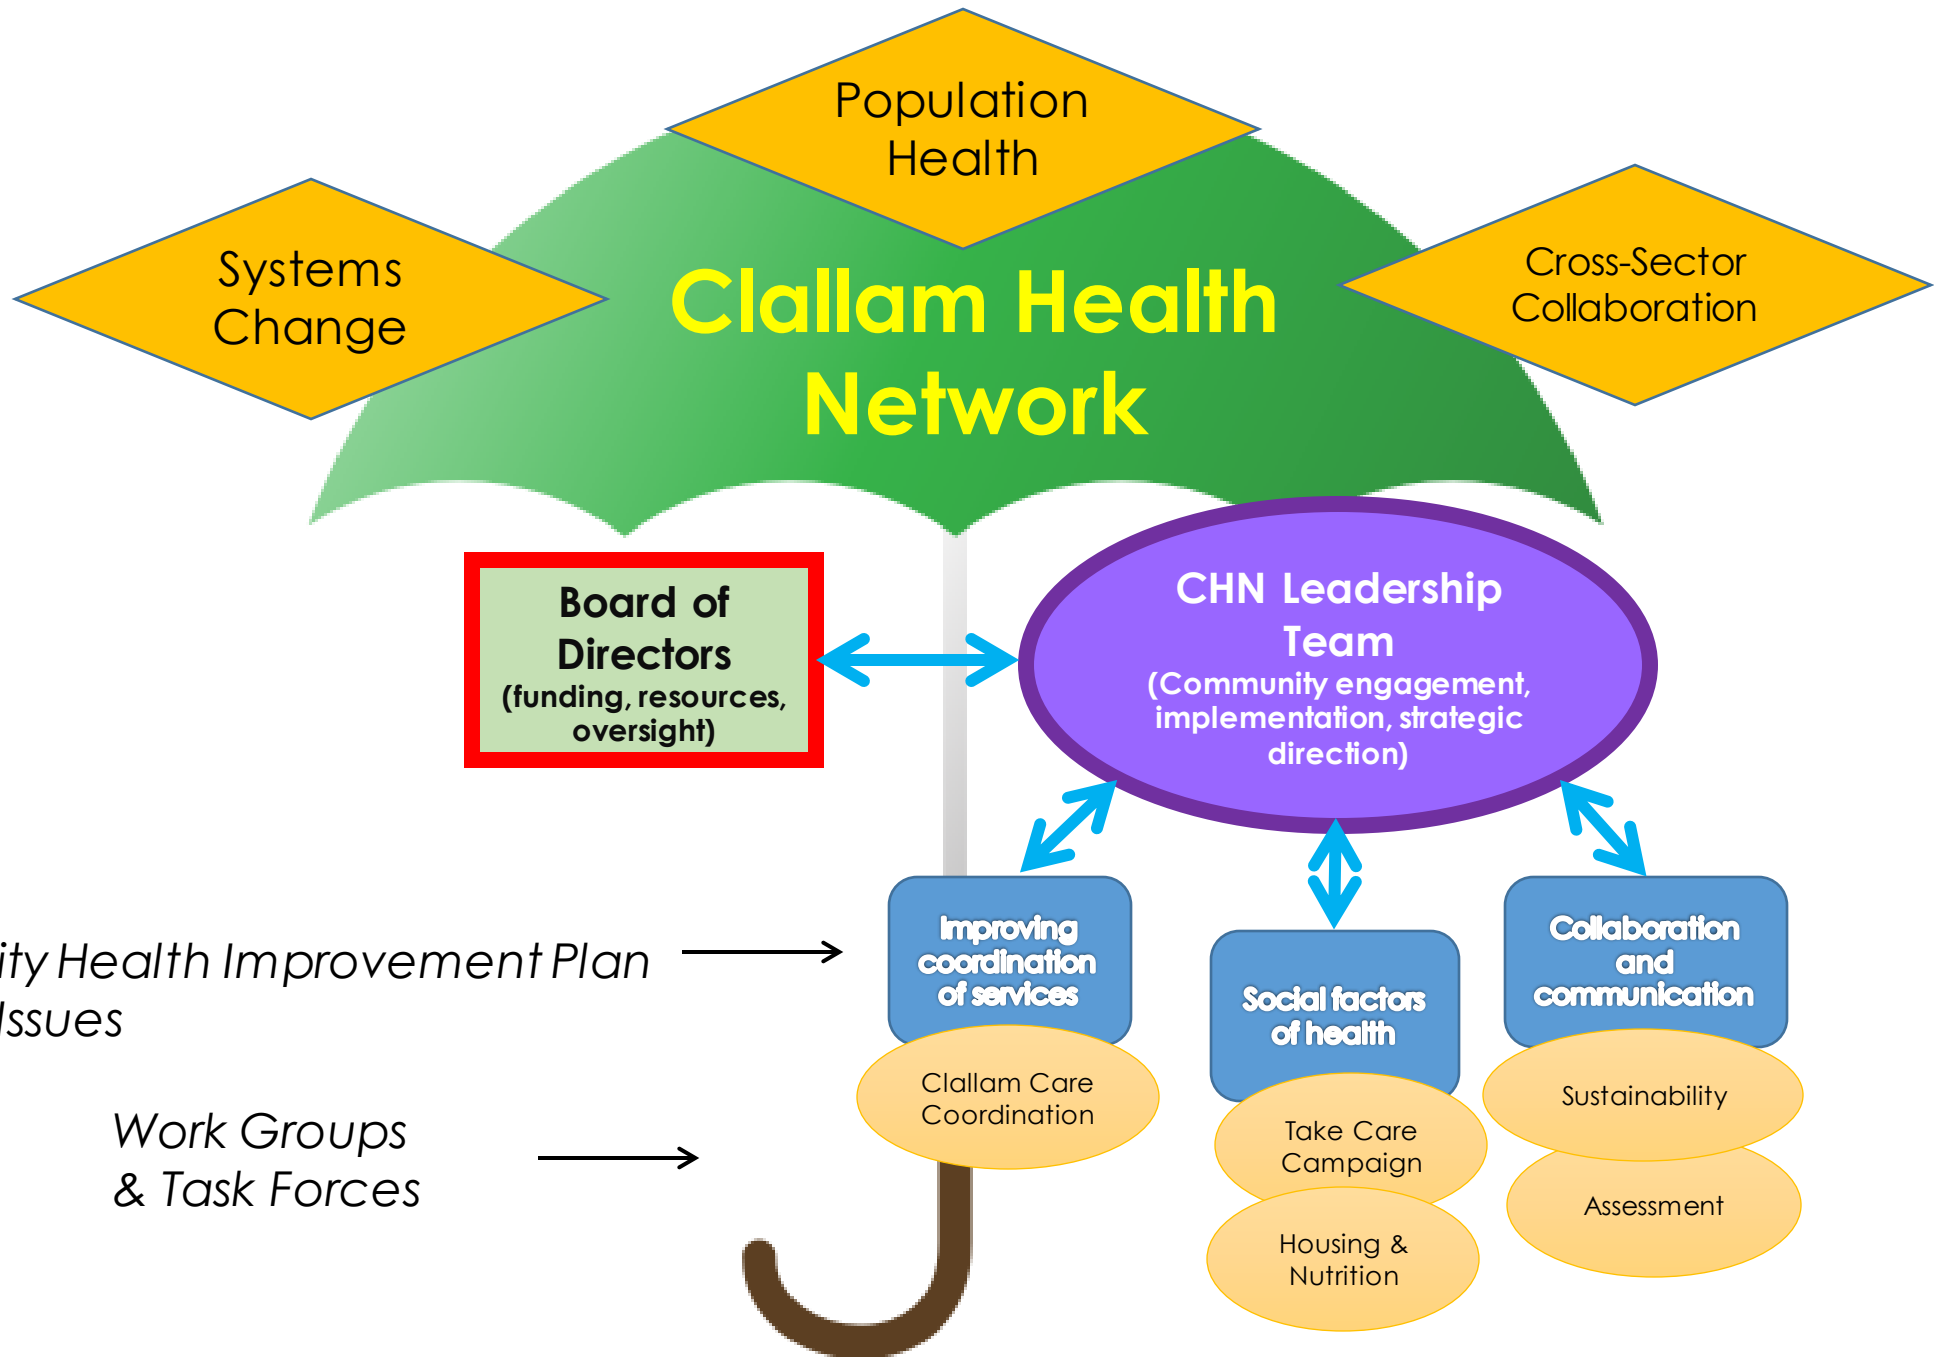 Population
Health
Systems
Change
Cross-Sector
Collaboration
Clallam Health
Network
Board of
Directors
(funding, resources,
oversight)
CHN Leadership
Team
(Community engagement,
implementation, strategic
direction)
ity Health Improvement Plan
Issues
Improving
coordination
of services
Social factors
of health
Collaboration
and
communication
Work Groups
& Task Forces
Clallam Care
Coordination
Take Care
Campaign
Housing &
Nutrition
Sustainability
Assessment